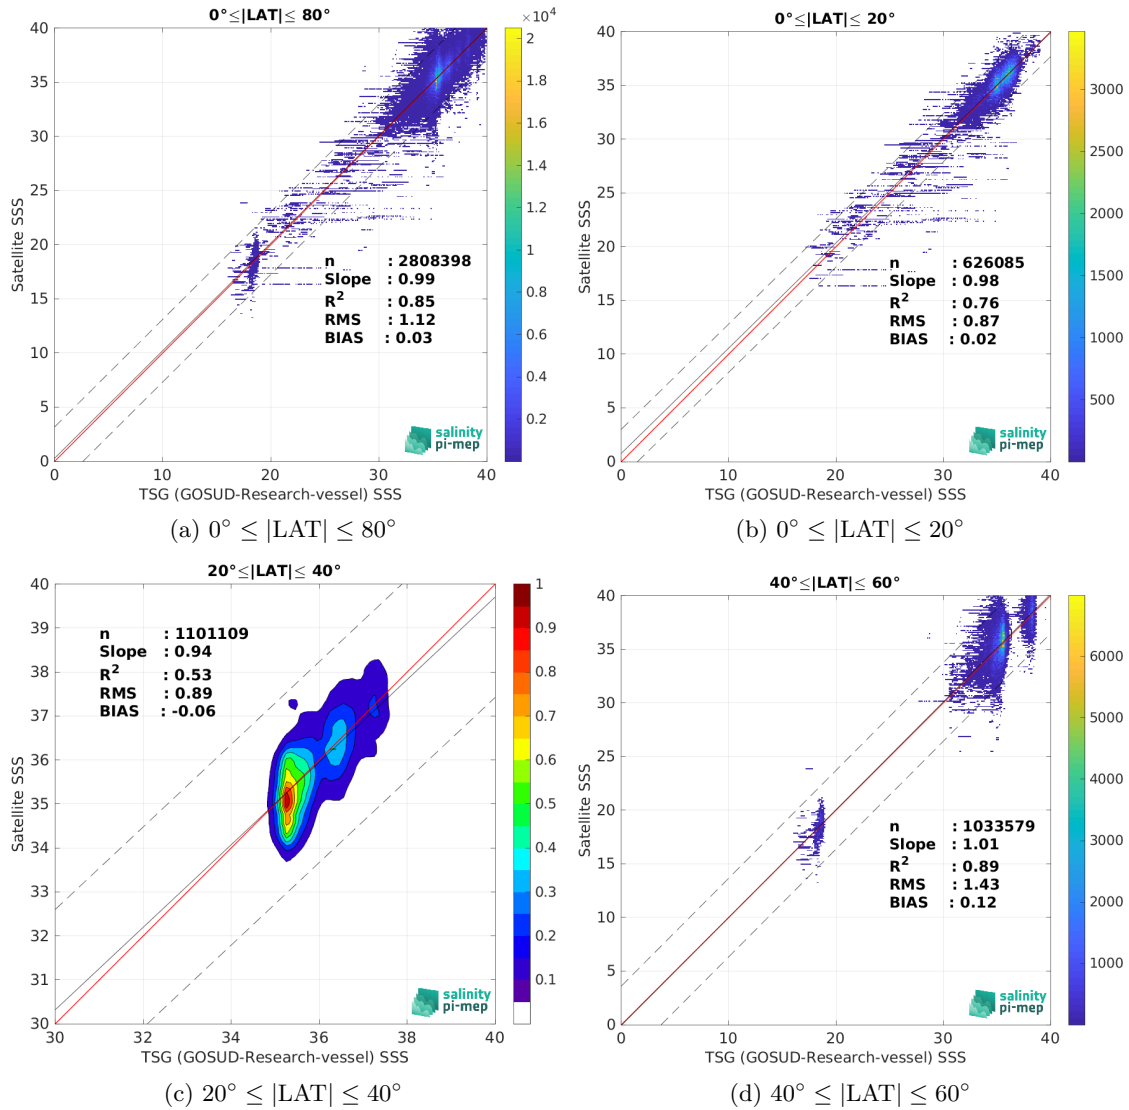 0°≤|LAT|≤ 80°
×10⁴
40
35
30
25
20
15
10
5
0
0
10
20
30
40
2
1.8
1.6
1.4
1.2
1
0.8
0.6
0.4
0.2
Satellite SSS
n : 2808398
Slope : 0.99
R² : 0.85
RMS : 1.12
BIAS : 0.03
salinity
pi-mep
TSG (GOSUD-Research-vessel) SSS
(a) 0° ≤ |LAT| ≤ 80°
0°≤|LAT|≤ 20°
40
35
30
25
20
15
10
5
0
0
10
20
30
40
3000
2500
2000
1500
1000
500
Satellite SSS
n : 626085
Slope : 0.98
R² : 0.76
RMS : 0.87
BIAS : 0.02
salinity
pi-mep
TSG (GOSUD-Research-vessel) SSS
(b) 0° ≤ |LAT| ≤ 20°
20°≤|LAT|≤ 40°
40
39
38
37
36
35
34
33
32
31
30
30
32
34
36
38
40
1
0.9
0.8
0.7
0.6
0.5
0.4
0.3
0.2
0.1
Satellite SSS
n : 1101109
Slope : 0.94
R² : 0.53
RMS : 0.89
BIAS : -0.06
salinity
pi-mep
TSG (GOSUD-Research-vessel) SSS
(c) 20° ≤ |LAT| ≤ 40°
40°≤|LAT|≤ 60°
40
35
30
25
20
15
10
5
0
0
10
20
30
40
6000
5000
4000
3000
2000
1000
Satellite SSS
n : 1033579
Slope : 1.01
R² : 0.89
RMS : 1.43
BIAS : 0.12
salinity
pi-mep
TSG (GOSUD-Research-vessel) SSS
(d) 40° ≤ |LAT| ≤ 60°